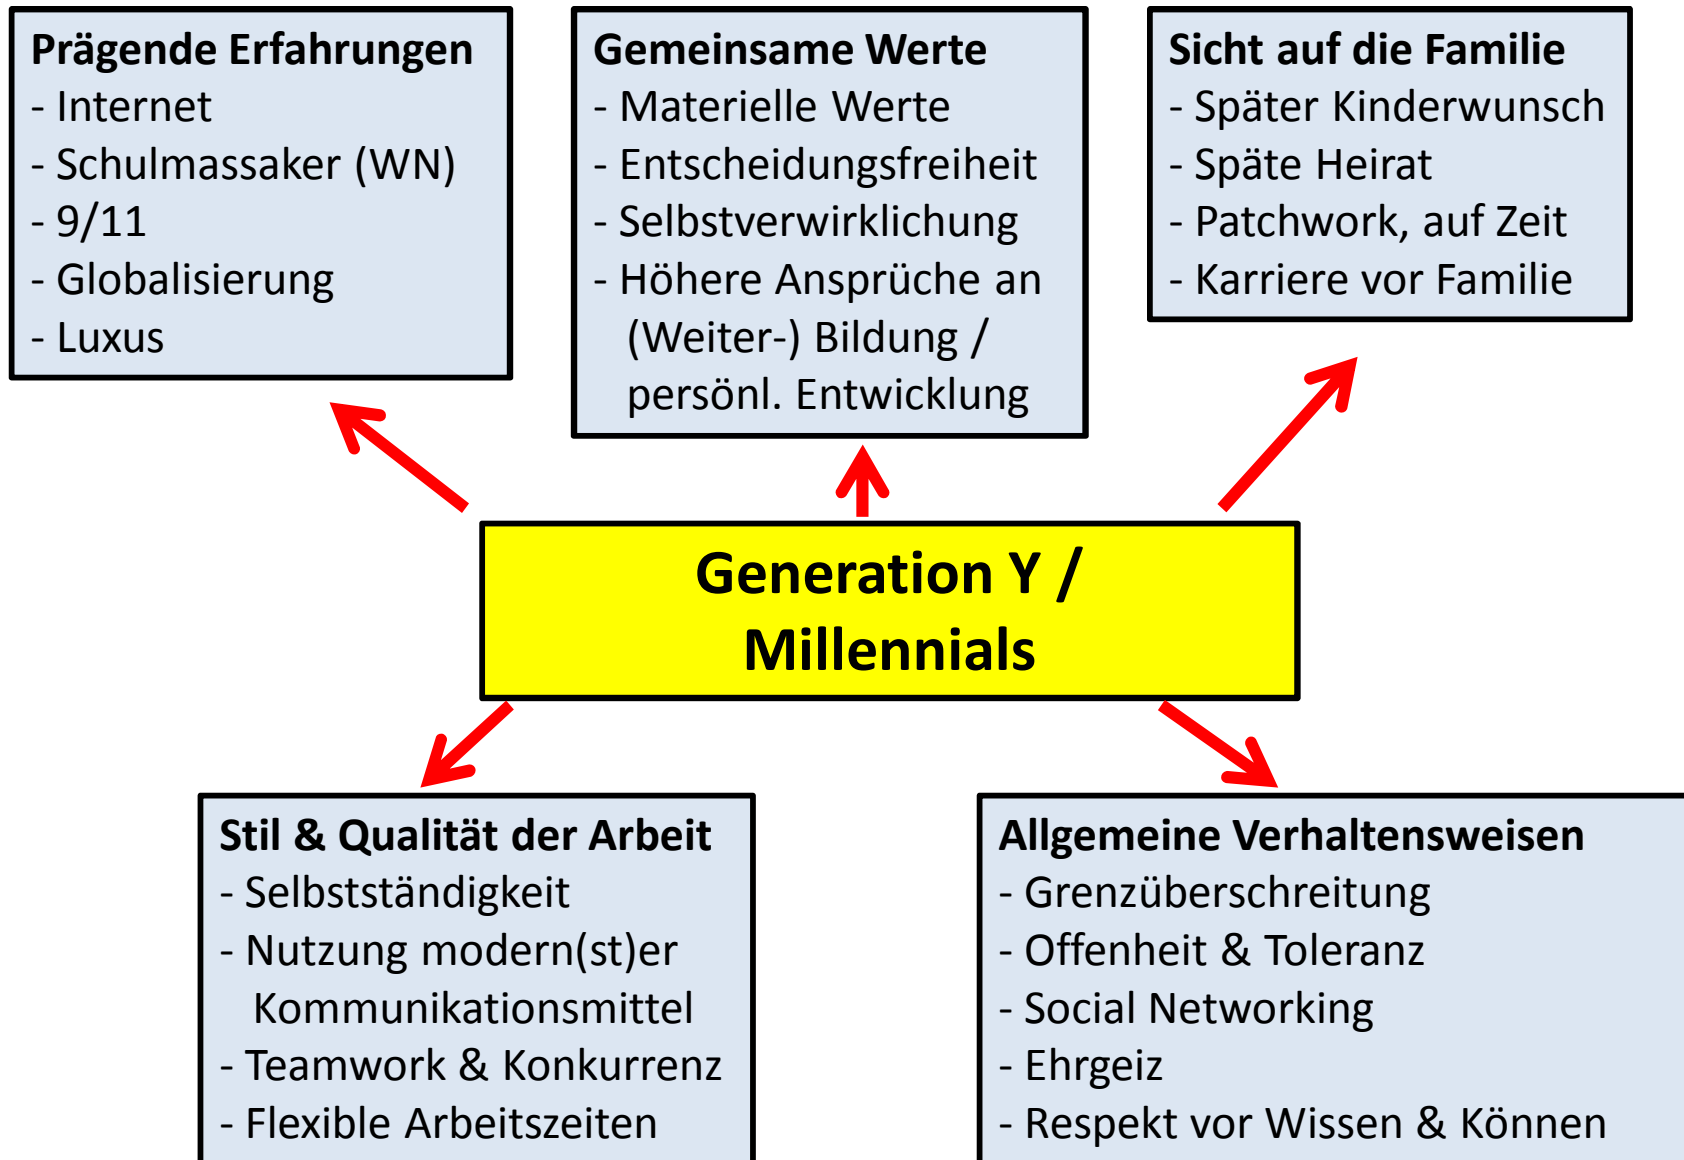 Prägende Erfahrungen
- Internet
- Schulmassaker (WN)
- 9/11
- Globalisierung
- Luxus
Gemeinsame Werte
- Materielle Werte
- Entscheidungsfreiheit
- Selbstverwirklichung
- Höhere Ansprüche an
(Weiter-) Bildung /
persönl. Entwicklung
Sicht auf die Familie
- Später Kinderwunsch
- Späte Heirat
- Patchwork, auf Zeit
- Karriere vor Familie
Generation Y /
Millennials
Stil & Qualität der Arbeit
- Selbstständigkeit
- Nutzung modern(st)er
Kommunikationsmittel
- Teamwork & Konkurrenz
- Flexible Arbeitszeiten
Allgemeine Verhaltensweisen
- Grenzüberschreitung
- Offenheit & Toleranz
- Social Networking
- Ehrgeiz
- Respekt vor Wissen & Können